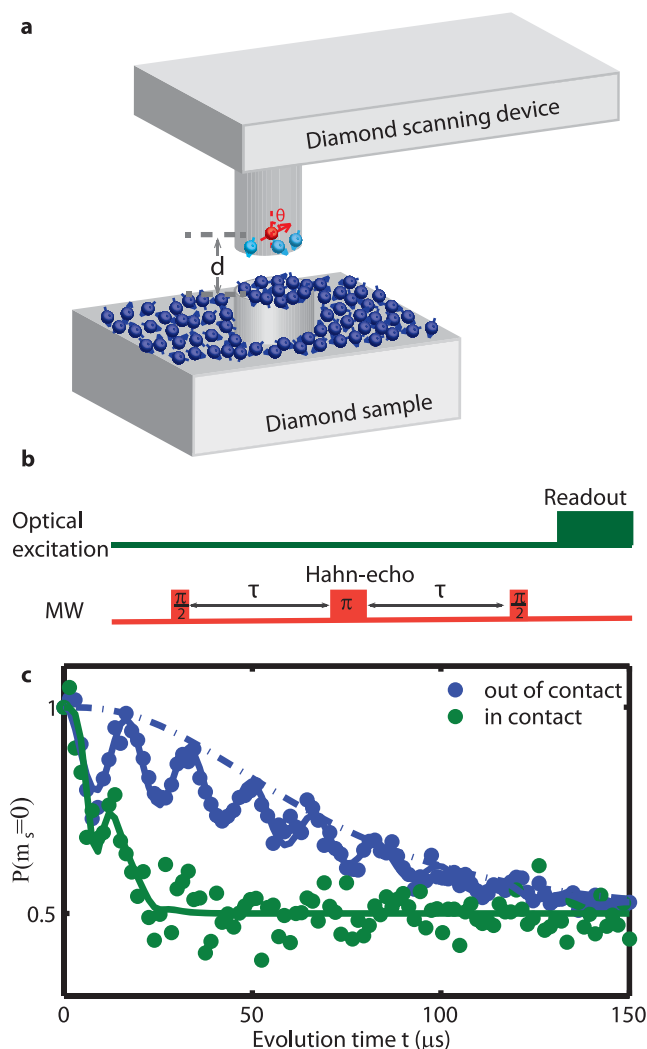 a
Diamond scanning device
θ
d
Diamond sample
b
Readout
Optical
excitation
Hahn-echo
π/2 τ π τ π/2
MW
c
out of contact
in contact
1
0.5
P(m_s=0)
0 50 100 150
Evolution time t (μs)